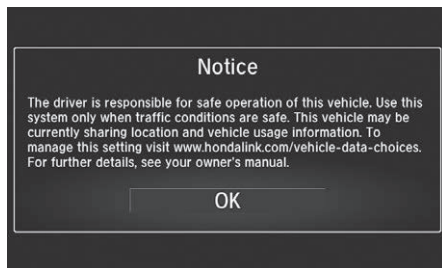 Notice
The driver is responsible for safe operation of this vehicle. Use this
system only when traffic conditions are safe. This vehicle may be
currently sharing location and vehicle usage information. To
manage this setting visit www.hondalink.com/vehicle-data-choices.
For further details, see your owner's manual.
OK